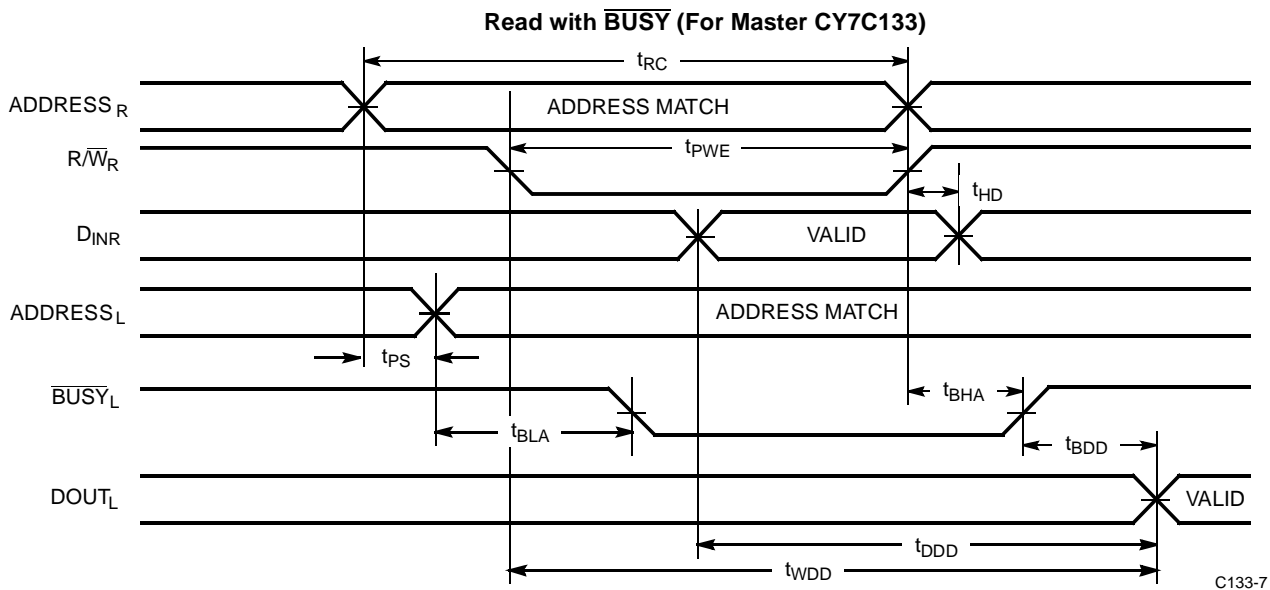 Read with BUSY (For Master CY7C133)
tRC
ADDRESSR ADDRESS MATCH
R/WR tPWE
tHD
DINR VALID
ADDRESSL ADDRESS MATCH
tPS
BUSYL tBHA
tBLA tBDD
DOUTL VALID
tDDD
tWDD
C133-7